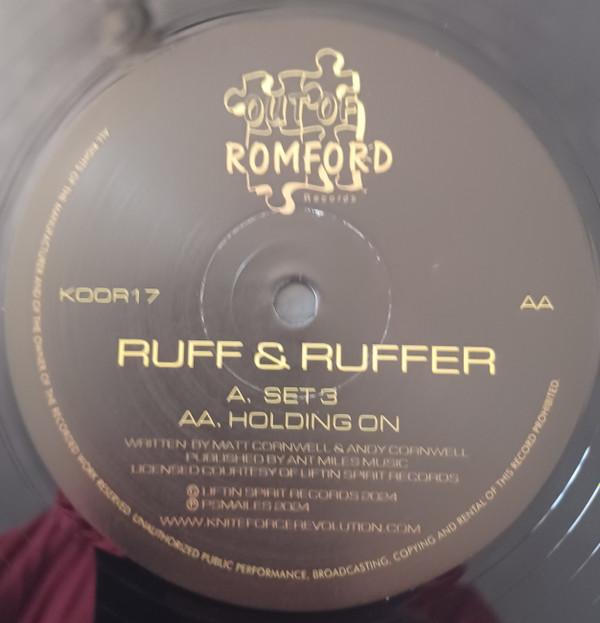 OUT OF
ROMFORD
Records
KOOR17
AA
RUFF & RUFFER
A. SET 3
AA. HOLDING ON
WRITTEN BY MATT CORNWELL & ANDY CORNWELL
PUBLISHED BY ANT MILES MUSIC
LICENSED COURTESY OF LIFTIN SPIRIT RECORDS
© LIFTIN SPIRIT RECORDS 2024
℗ PSMAILES 2024
WWW.KNITEFORCEREVOLUTION.COM
ALL RIGHTS OF THE MANUFACTURER AND OF THE OWNER OF THE RECORDED WORK RESERVED. UNAUTHORIZED PUBLIC PERFORMANCE, BROADCASTING, COPYING AND RENTAL OF THIS RECORD PROHIBITED.